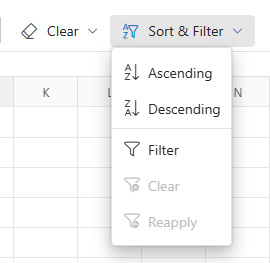 Clear
Sort & Filter
Ascending
Descending
K
L
N
Filter
Clear
Reapply